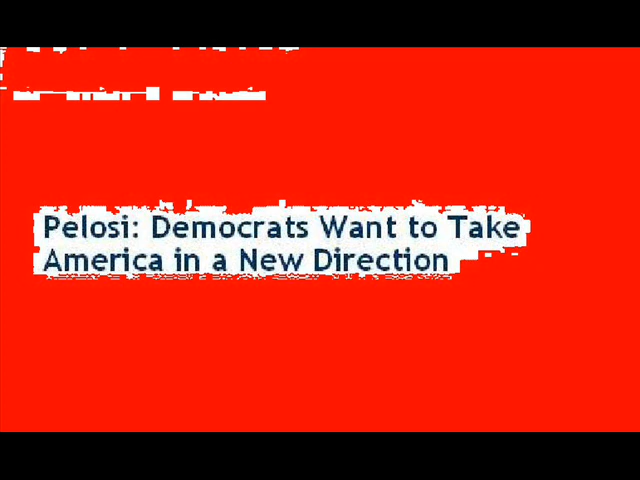 Pelosi: Democrats Want to Take
America in a New Direction